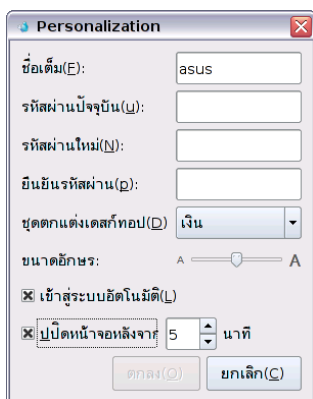 Personalization
ชื่อเต็ม(F): asus
รหัสผ่านปัจจุบัน(u):
รหัสผ่านใหม่(N):
ยืนยันรหัสผ่าน(p):
ชุดตกแต่งเดสก์ทอป(D) เงิน
ขนาดอักษร: A A
เข้าสู่ระบบอัตโนมัติ(L)
ปปิดหน้าจอหลังจาก 5 นาที
ตกลง(O) ยกเลิก(C)